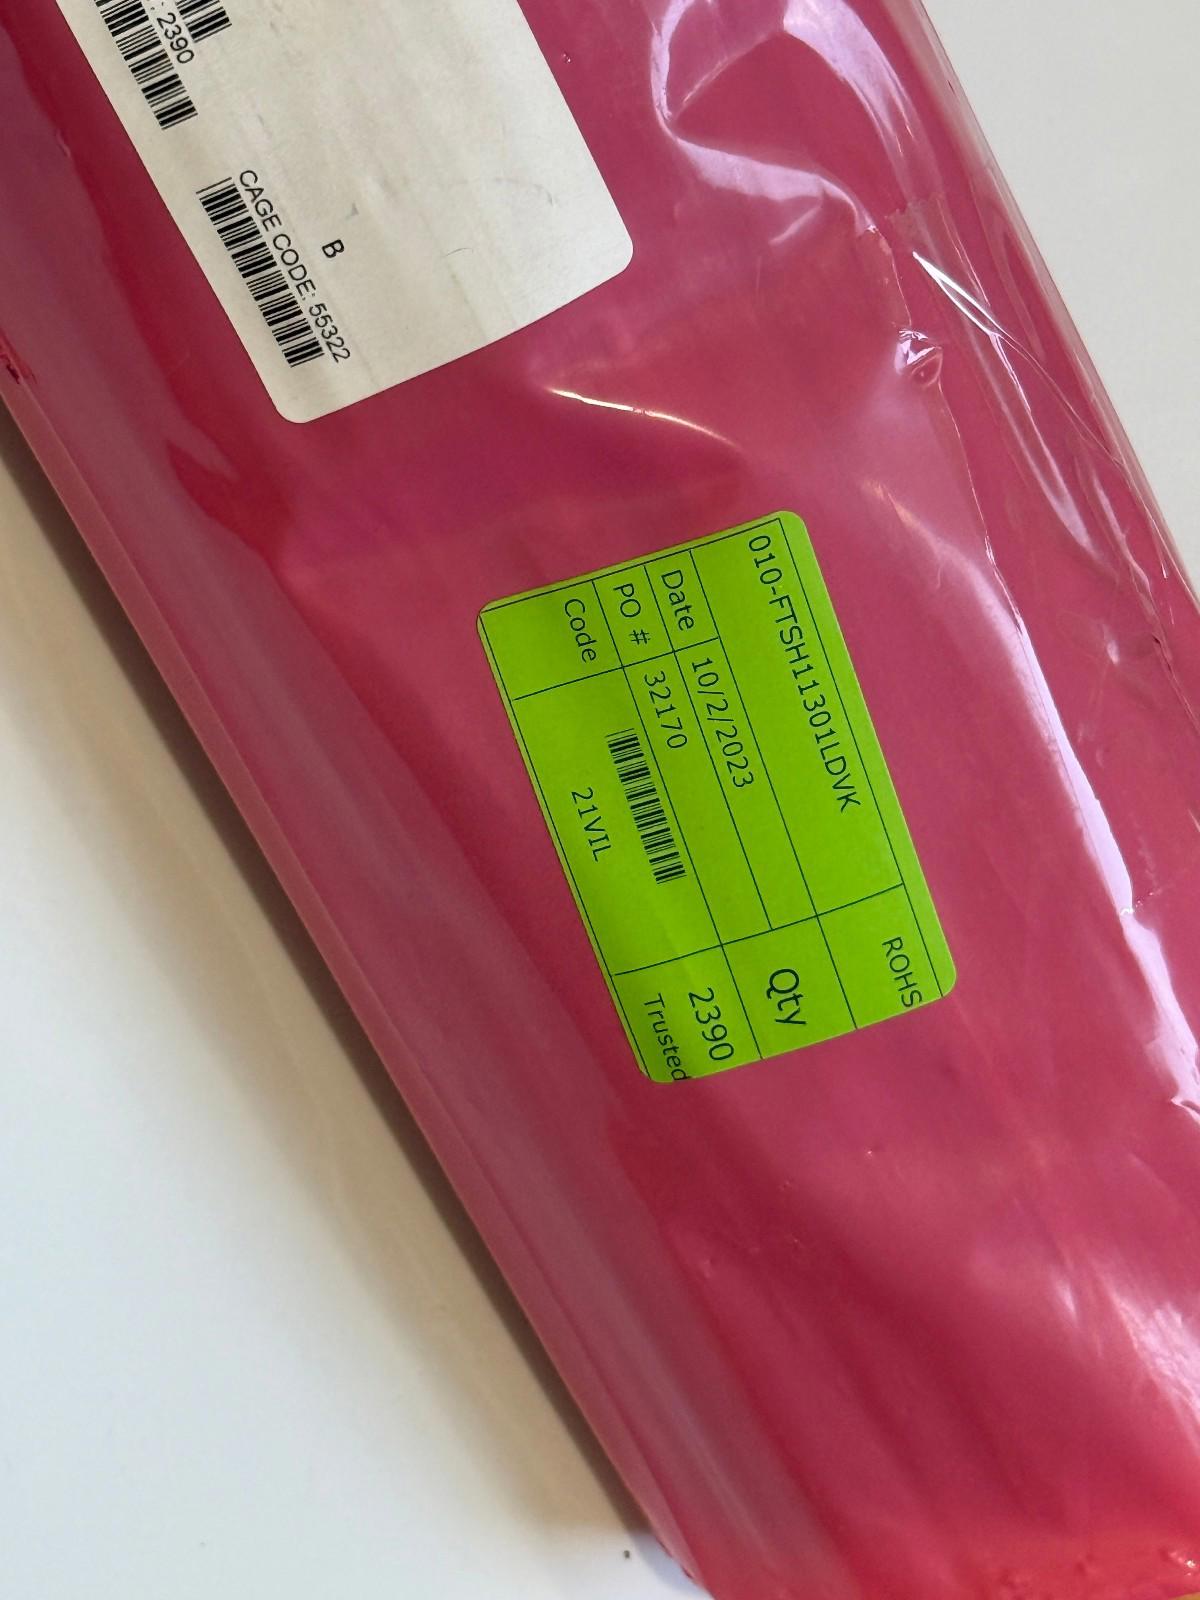 : 2390
B
CAGE CODE: 55322
010-FTSH11301LDVK
ROHS
Date
10/2/2023
Qty
PO #
32170
2390
Code
21VIL
Trusted